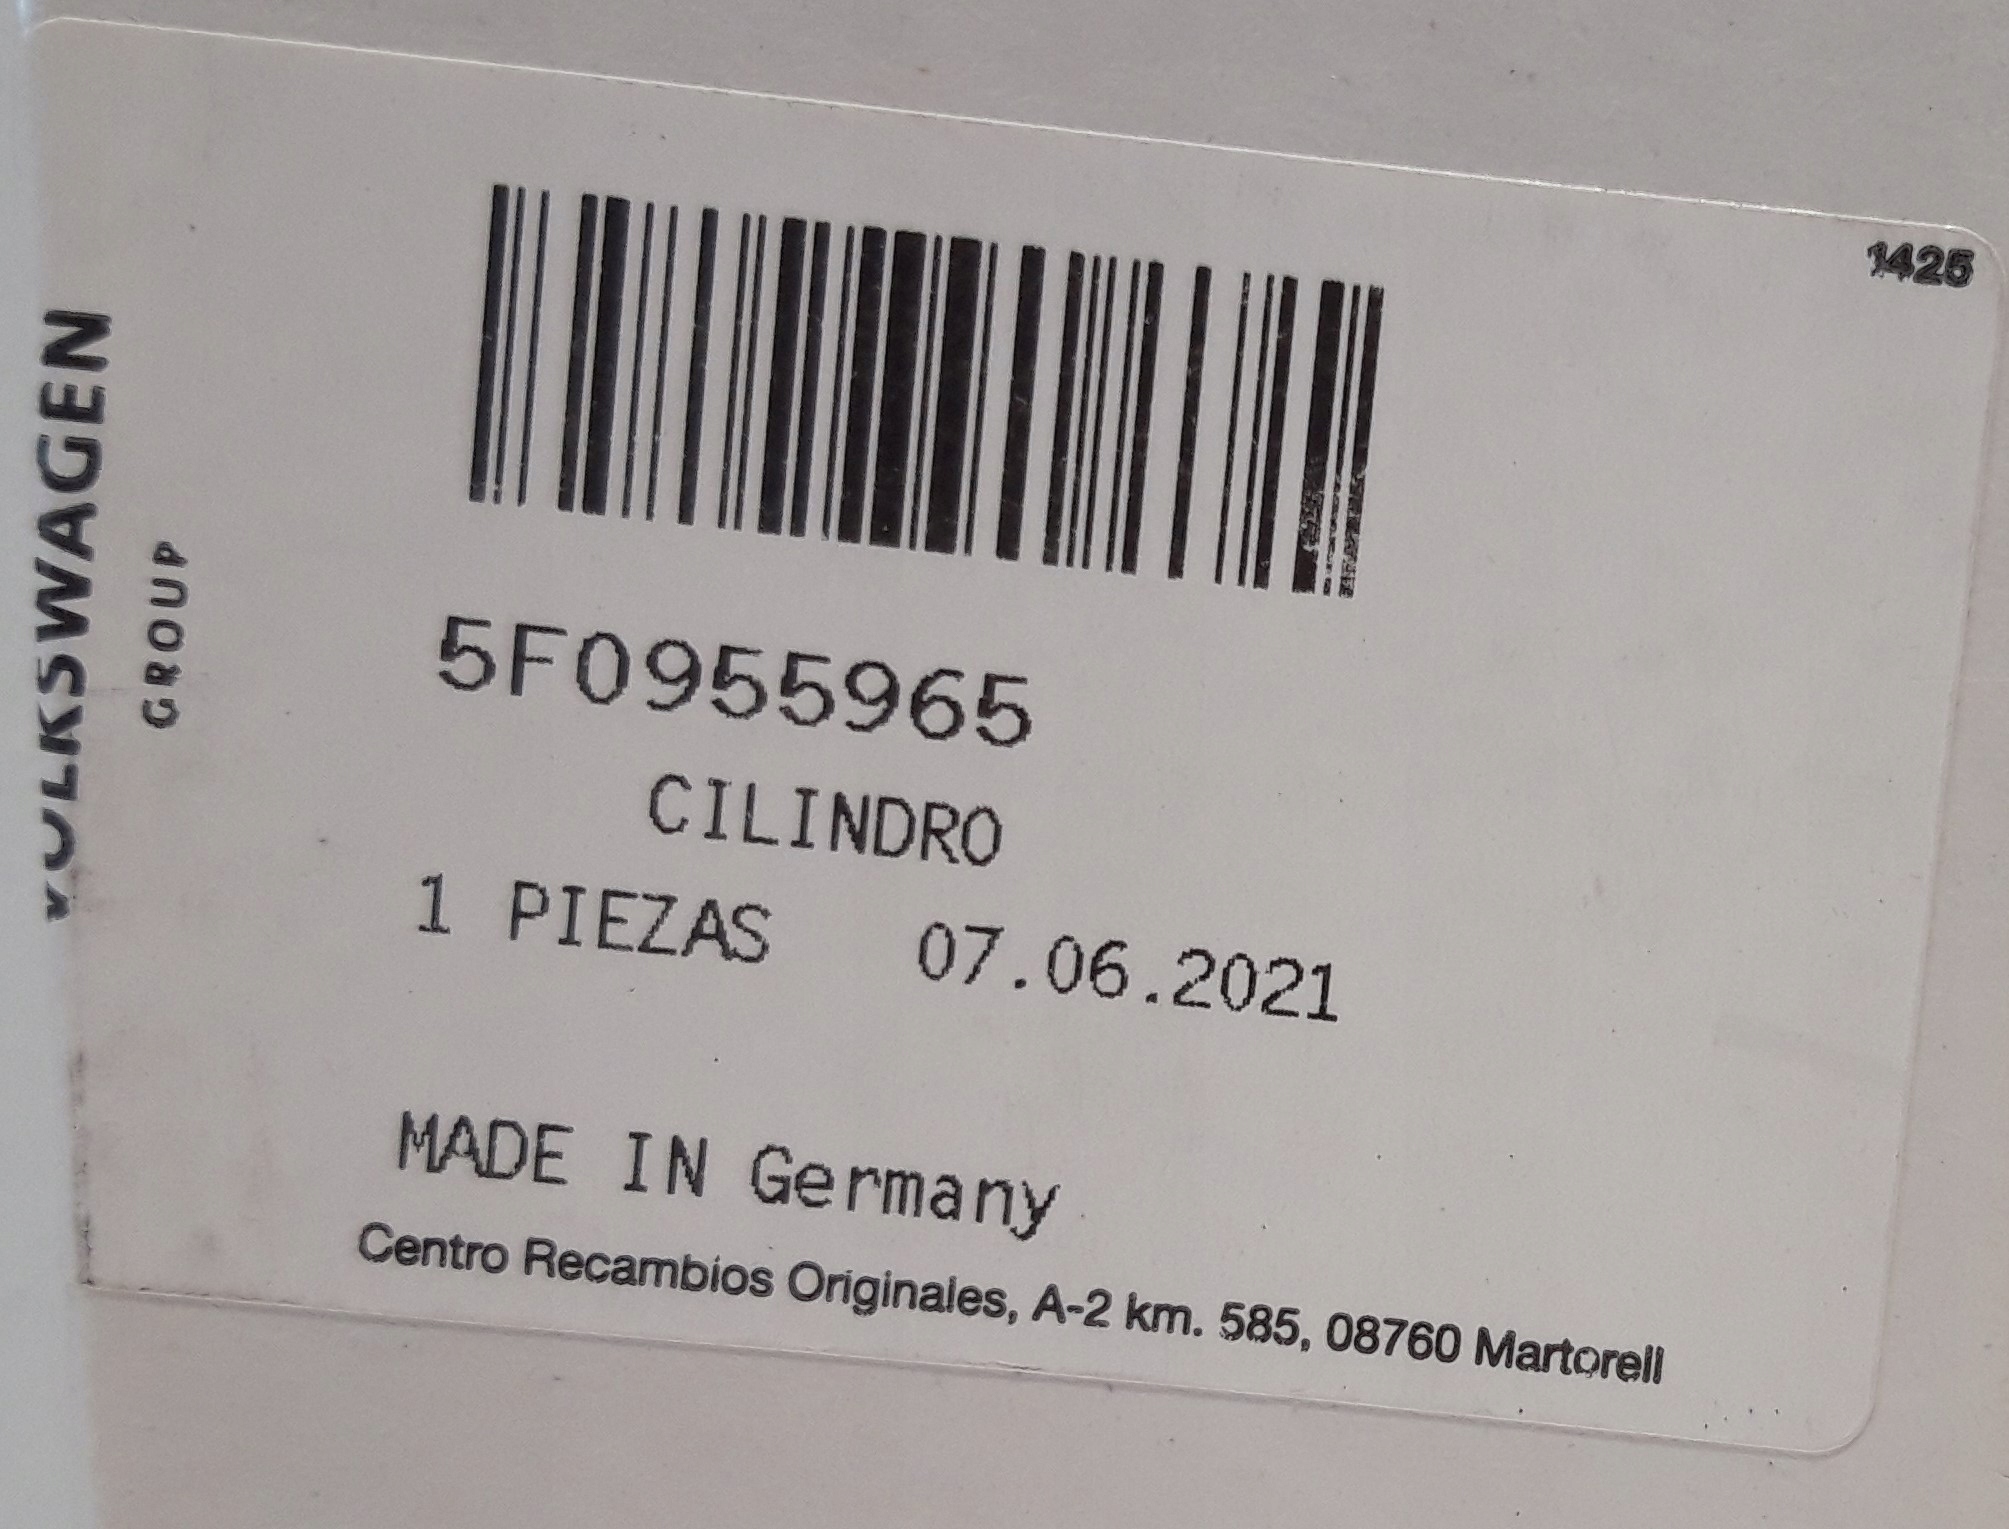 1425
VOLKSWAGEN
GROUP
5F0955965
CILINDRO
1 PIEZAS 07.06.2021
MADE IN Germany
Centro Recambios Originales, A-2 km. 585, 08760 Martorell